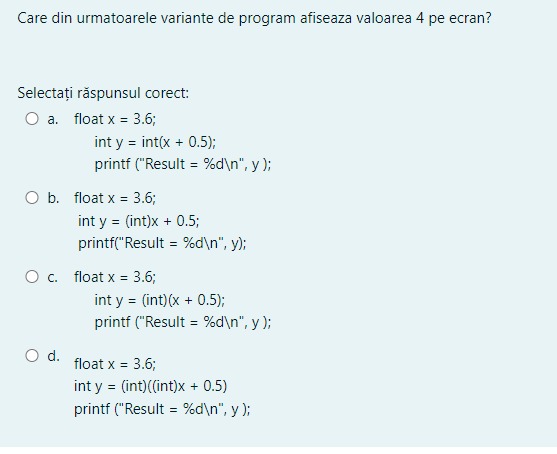 Care din urmatoarele variante de program afiseaza valoarea 4 pe ecran?
Selectați răspunsul corect:
a. float x = 3.6;
int y = int(x + 0.5);
printf ("Result = %d\n", y );
b. float x = 3.6;
int y = (int)x + 0.5;
printf("Result = %d\n", y);
c. float x = 3.6;
int y = (int)(x + 0.5);
printf ("Result = %d\n", y );
d. float x = 3.6;
int y = (int)((int)x + 0.5)
printf ("Result = %d\n", y );